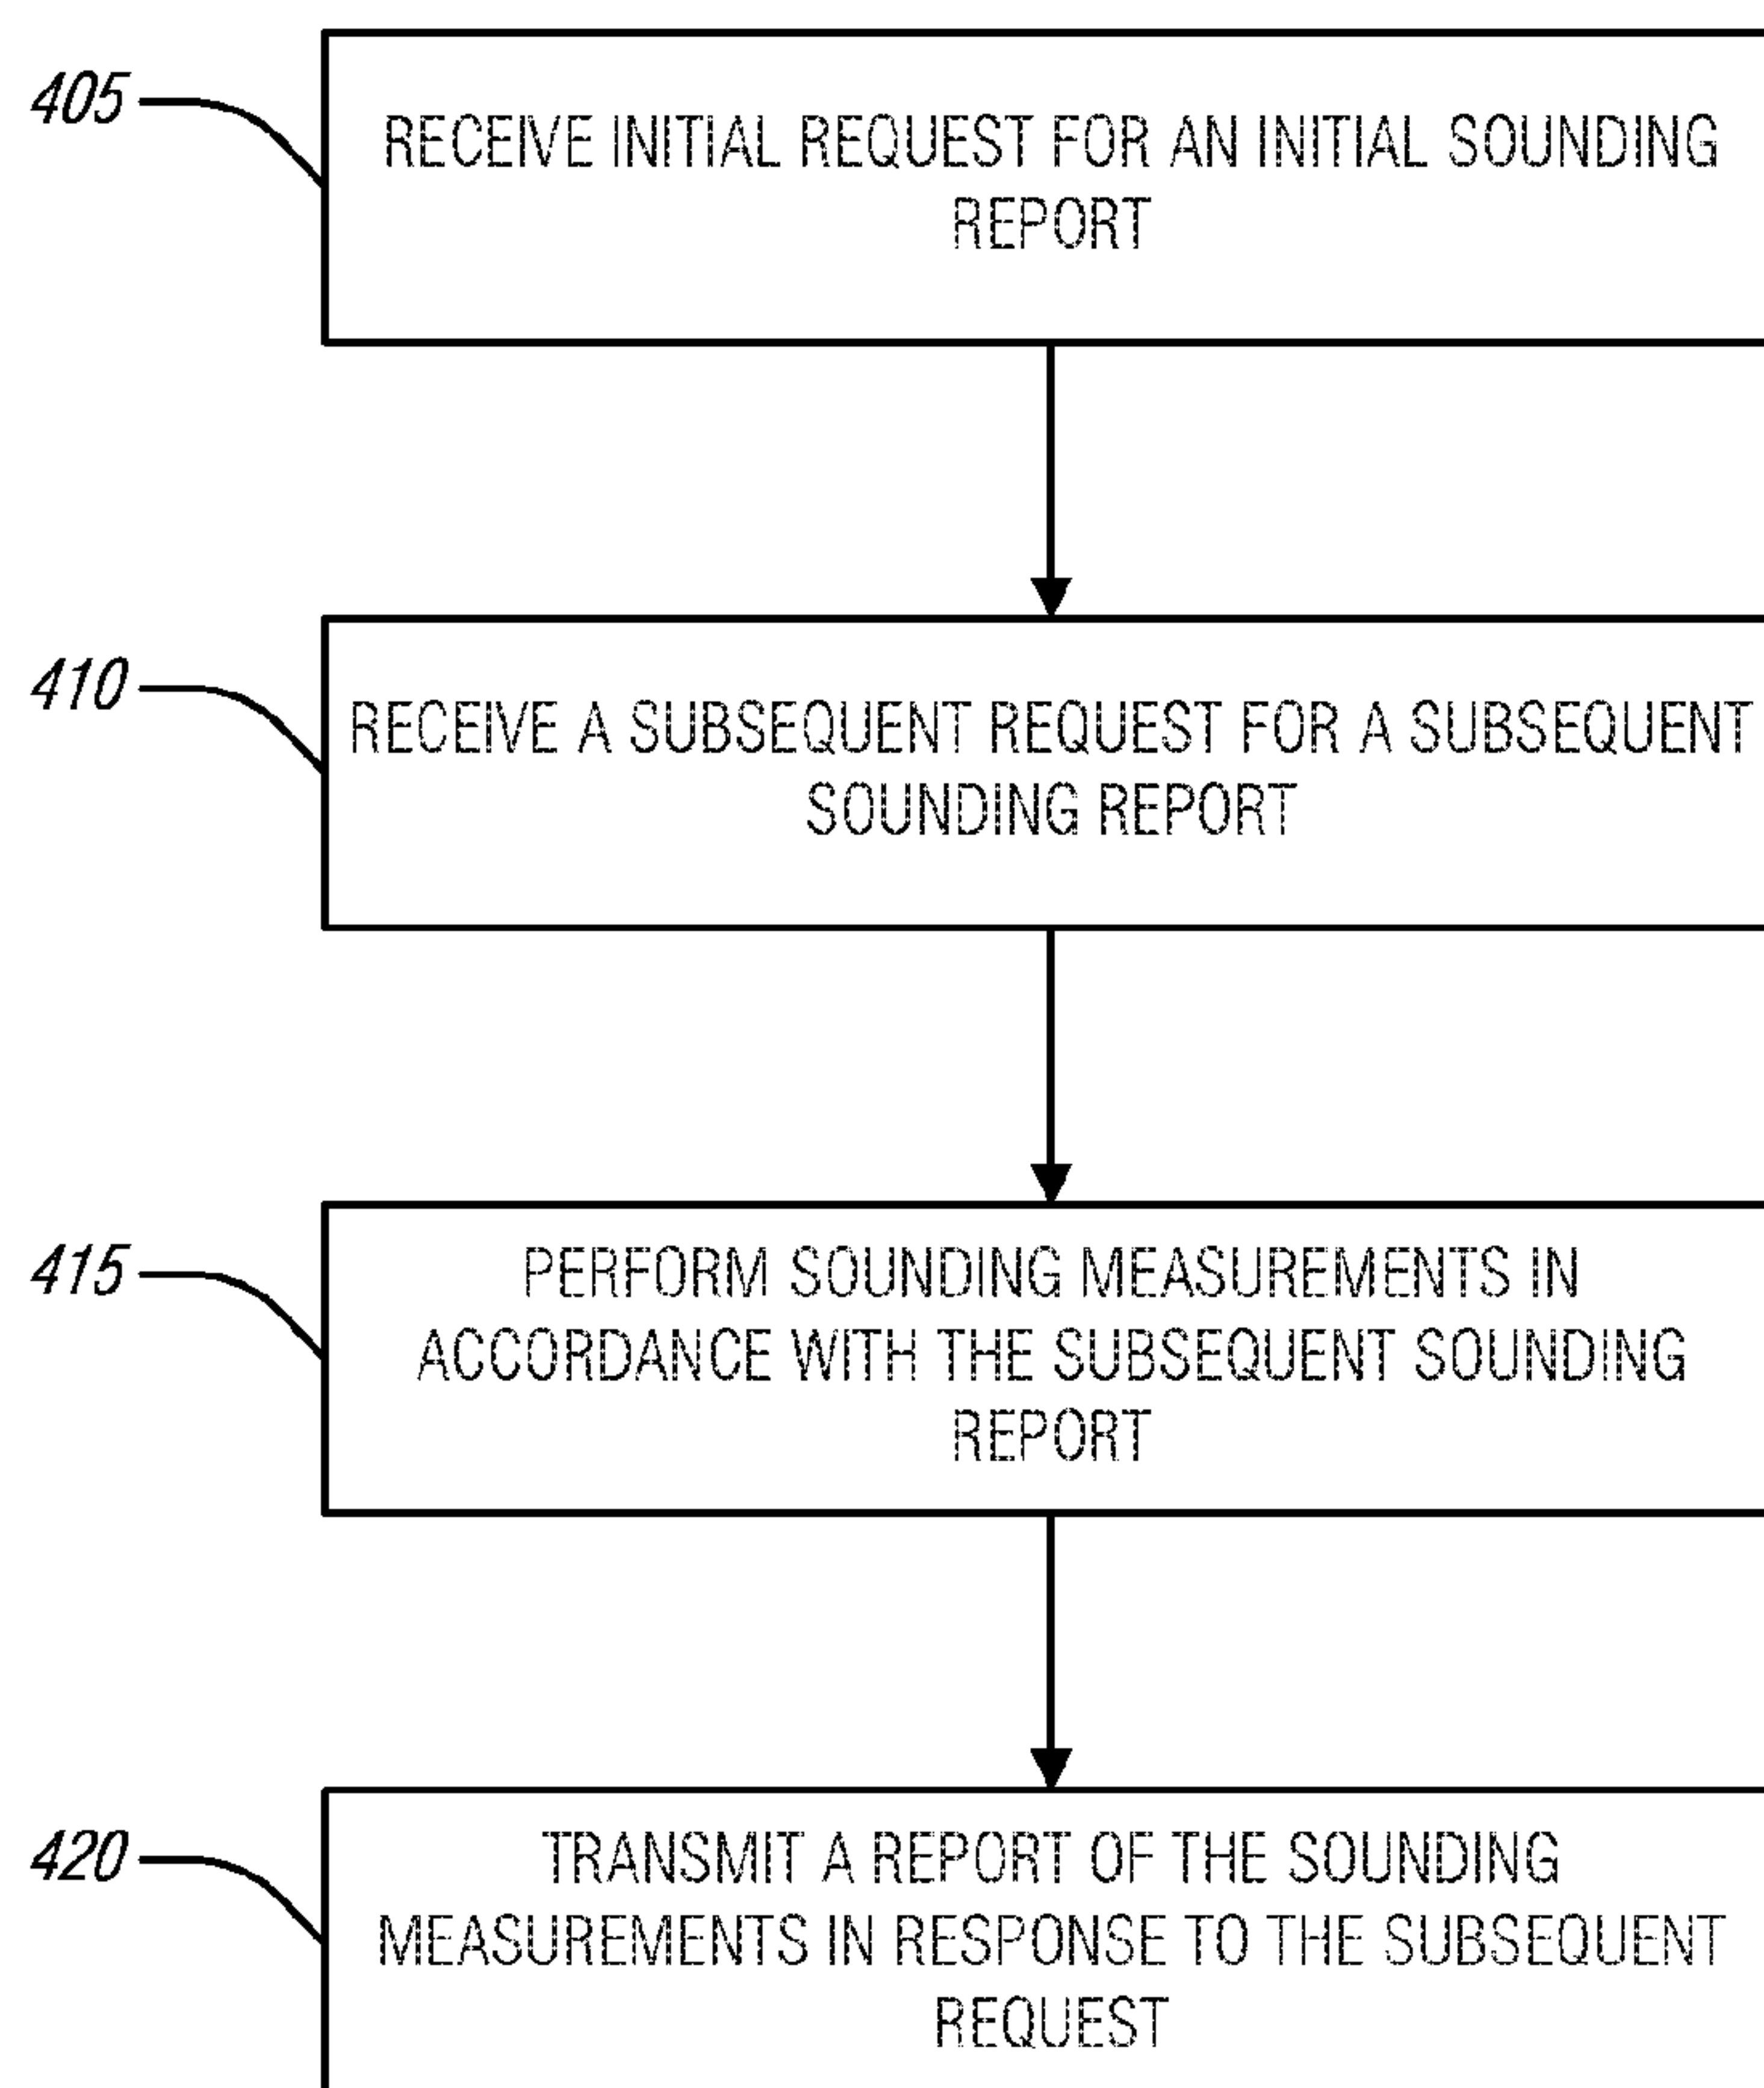 405
RECEIVE INITIAL REQUEST FOR AN INITIAL SOUNDING
REPORT
410
RECEIVE A SUBSEQUENT REQUEST FOR A SUBSEQUENT
SOUNDING REPORT
415
PERFORM SOUNDING MEASUREMENTS IN
ACCORDANCE WITH THE SUBSEQUENT SOUNDING
REPORT
420
TRANSMIT A REPORT OF THE SOUNDING
MEASUREMENTS IN RESPONSE TO THE SUBSEQUENT
REQUEST